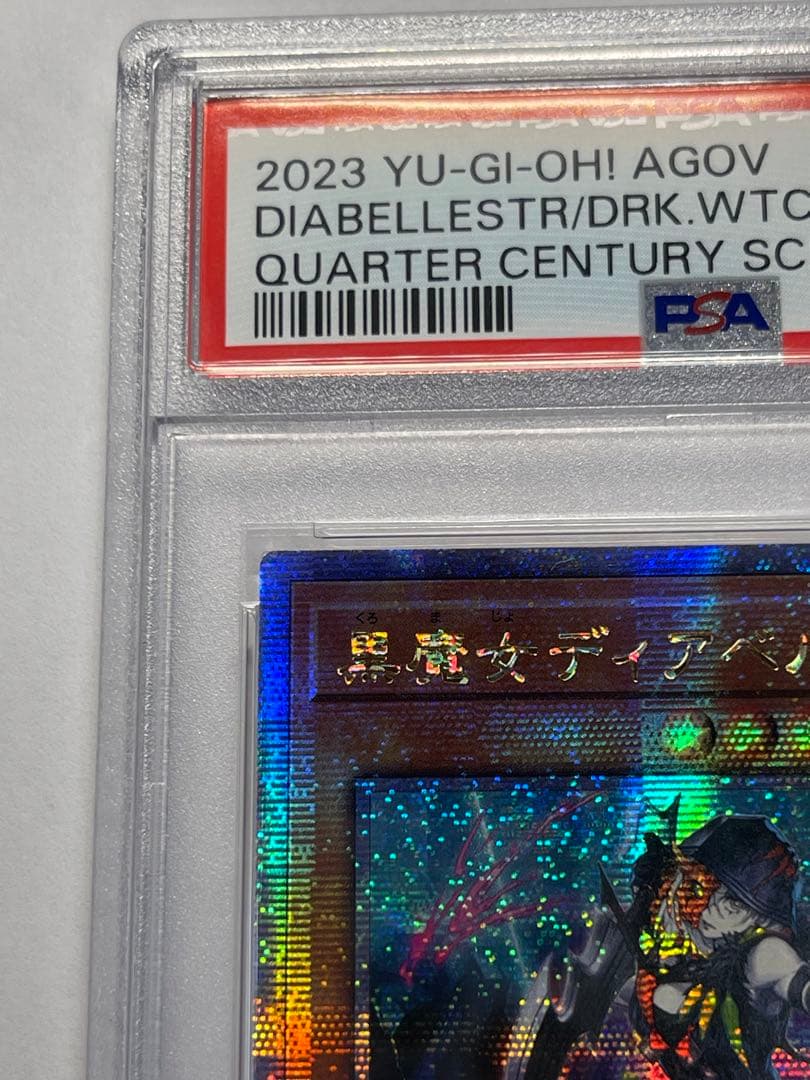 2023 YU-GI-OH! AGOV
DIABELLESTR/DRK.WTC
QUARTER CENTURY SC
PSA
くろ ま じょ
黒魔女ディアベル